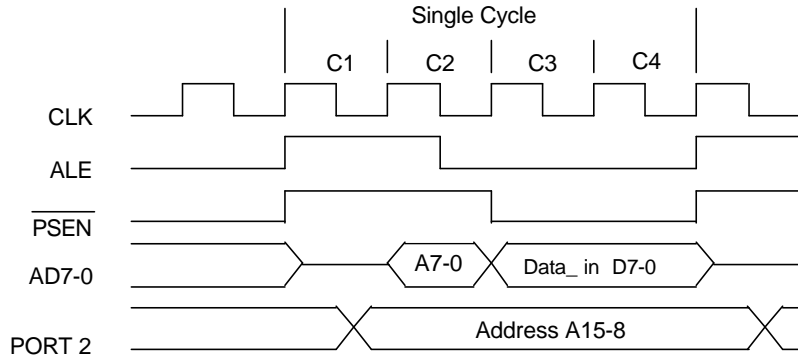 Single Cycle
C1 C2 C3 C4
CLK
ALE
PSEN
AD7-0 A7-0 Data_ in D7-0
PORT 2 Address A15-8